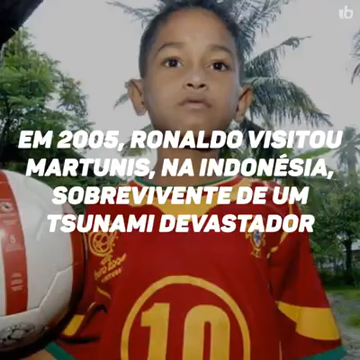 EM 2005, RONALDO VISITOU
MARTUNIS, NA INDONÉSIA,
SOBREVIVENTE DE UM
TSUNAMI DEVASTADOR
10